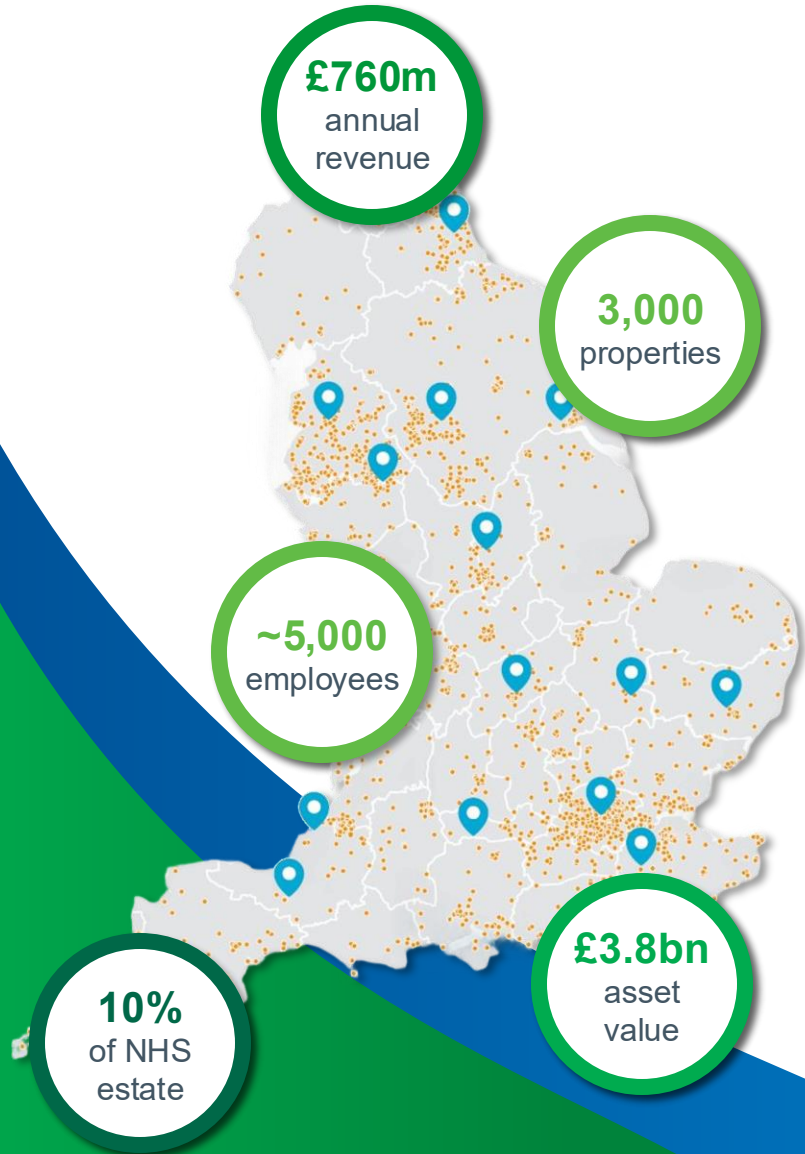 £760m
annual
revenue
3,000
properties
~5,000
employees
£3.8bn
asset
value
10%
of NHS
estate